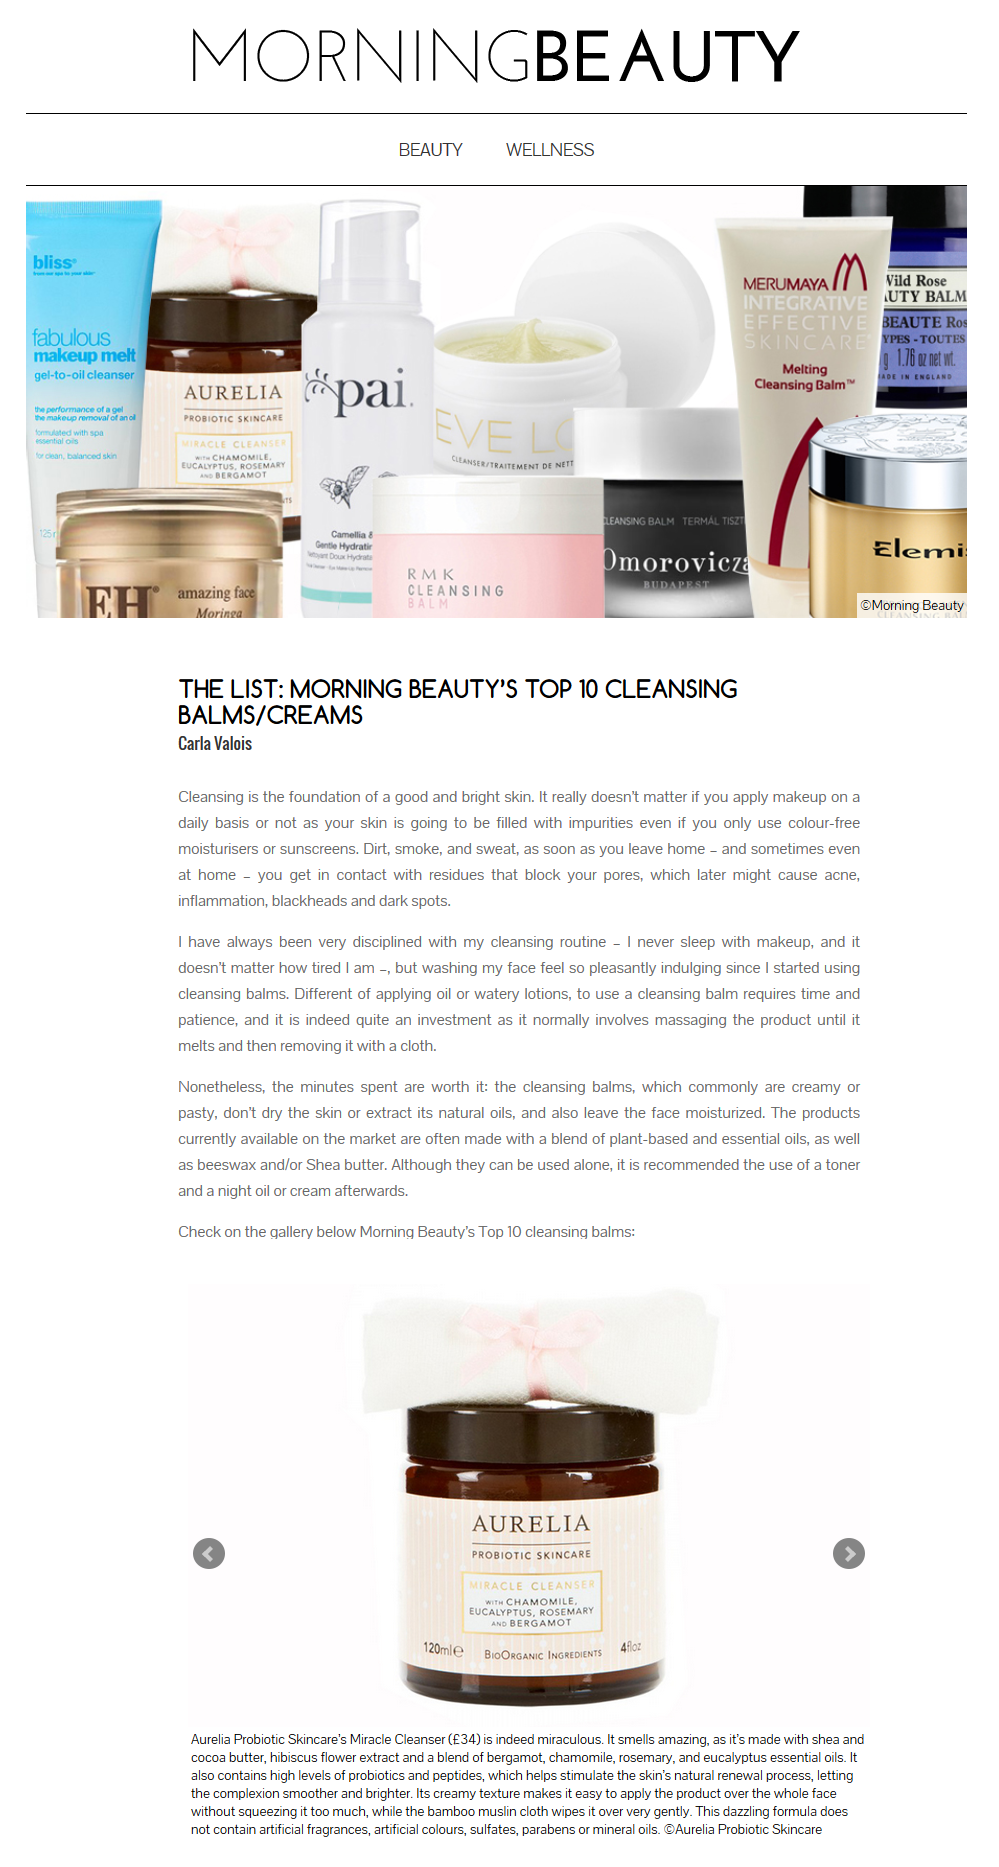 MORNINGBEAUTY
BEAUTY WELLNESS
bliss
fabulous
makeup melt
gel-to-oil cleanser
the performance of a gel
the makeup removal of an oil
formulated with spa
essential oils
for clean, balanced skin
AURELIA
PROBIOTIC SKINCARE
MIRACLE CLEANSER
WITH CHAMOMILE,
EUCALYPTUS, ROSEMARY
AND BERGAMOT
EH
amazing face
Moringa
pai.
Camellia &
Gentle Hydratin
EVE LO
CLEANSER/TRAITEMENT DE NETT
RMK
CLEANSING
BALM
CLEANSING BALM TERMÁL TISZT
Omorovicza
BUDAPEST
MERUMAYA
INTEGRATIVE
EFFECTIVE
SKINCARE
Melting
Cleansing Balm™
Wild Rose
AUTY BALM
BEAUTE Ros
YPES - TOUTES
g 1.76 oz net wt.
MADE IN ENGLAND
Elemi
©Morning Beauty
THE LIST: MORNING BEAUTY'S TOP 10 CLEANSING
BALMS/CREAMS
Carla Valois
Cleansing is the foundation of a good and bright skin. It really doesn't matter if you apply makeup on a
daily basis or not as your skin is going to be filled with impurities even if you only use colour-free
moisturisers or sunscreens. Dirt, smoke, and sweat, as soon as you leave home – and sometimes even
at home – you get in contact with residues that block your pores, which later might cause acne,
inflammation, blackheads and dark spots.
I have always been very disciplined with my cleansing routine – I never sleep with makeup, and it
doesn't matter how tired I am –, but washing my face feel so pleasantly indulging since I started using
cleansing balms. Different of applying oil or watery lotions, to use a cleansing balm requires time and
patience, and it is indeed quite an investment as it normally involves massaging the product until it
melts and then removing it with a cloth.
Nonetheless, the minutes spent are worth it: the cleansing balms, which commonly are creamy or
pasty, don't dry the skin or extract its natural oils, and also leave the face moisturized. The products
currently available on the market are often made with a blend of plant-based and essential oils, as well
as beeswax and/or Shea butter. Although they can be used alone, it is recommended the use of a toner
and a night oil or cream afterwards.
Check on the gallery below Morning Beauty's Top 10 cleansing balms:
AURELIA
PROBIOTIC SKINCARE
MIRACLE CLEANSER
WITH CHAMOMILE,
EUCALYPTUS, ROSEMARY
AND BERGAMOT
120ml℮ BIOORGANIC INGREDIENTS 4floz
Aurelia Probiotic Skincare's Miracle Cleanser (£34) is indeed miraculous. It smells amazing, as it's made with shea and
cocoa butter, hibiscus flower extract and a blend of bergamot, chamomile, rosemary, and eucalyptus essential oils. It
also contains high levels of probiotics and peptides, which helps stimulate the skin's natural renewal process, letting
the complexion smoother and brighter. Its creamy texture makes it easy to apply the product over the whole face
without squeezing it too much, while the bamboo muslin cloth wipes it over very gently. This dazzling formula does
not contain artificial fragrances, artificial colours, sulfates, parabens or mineral oils. ©Aurelia Probiotic Skincare